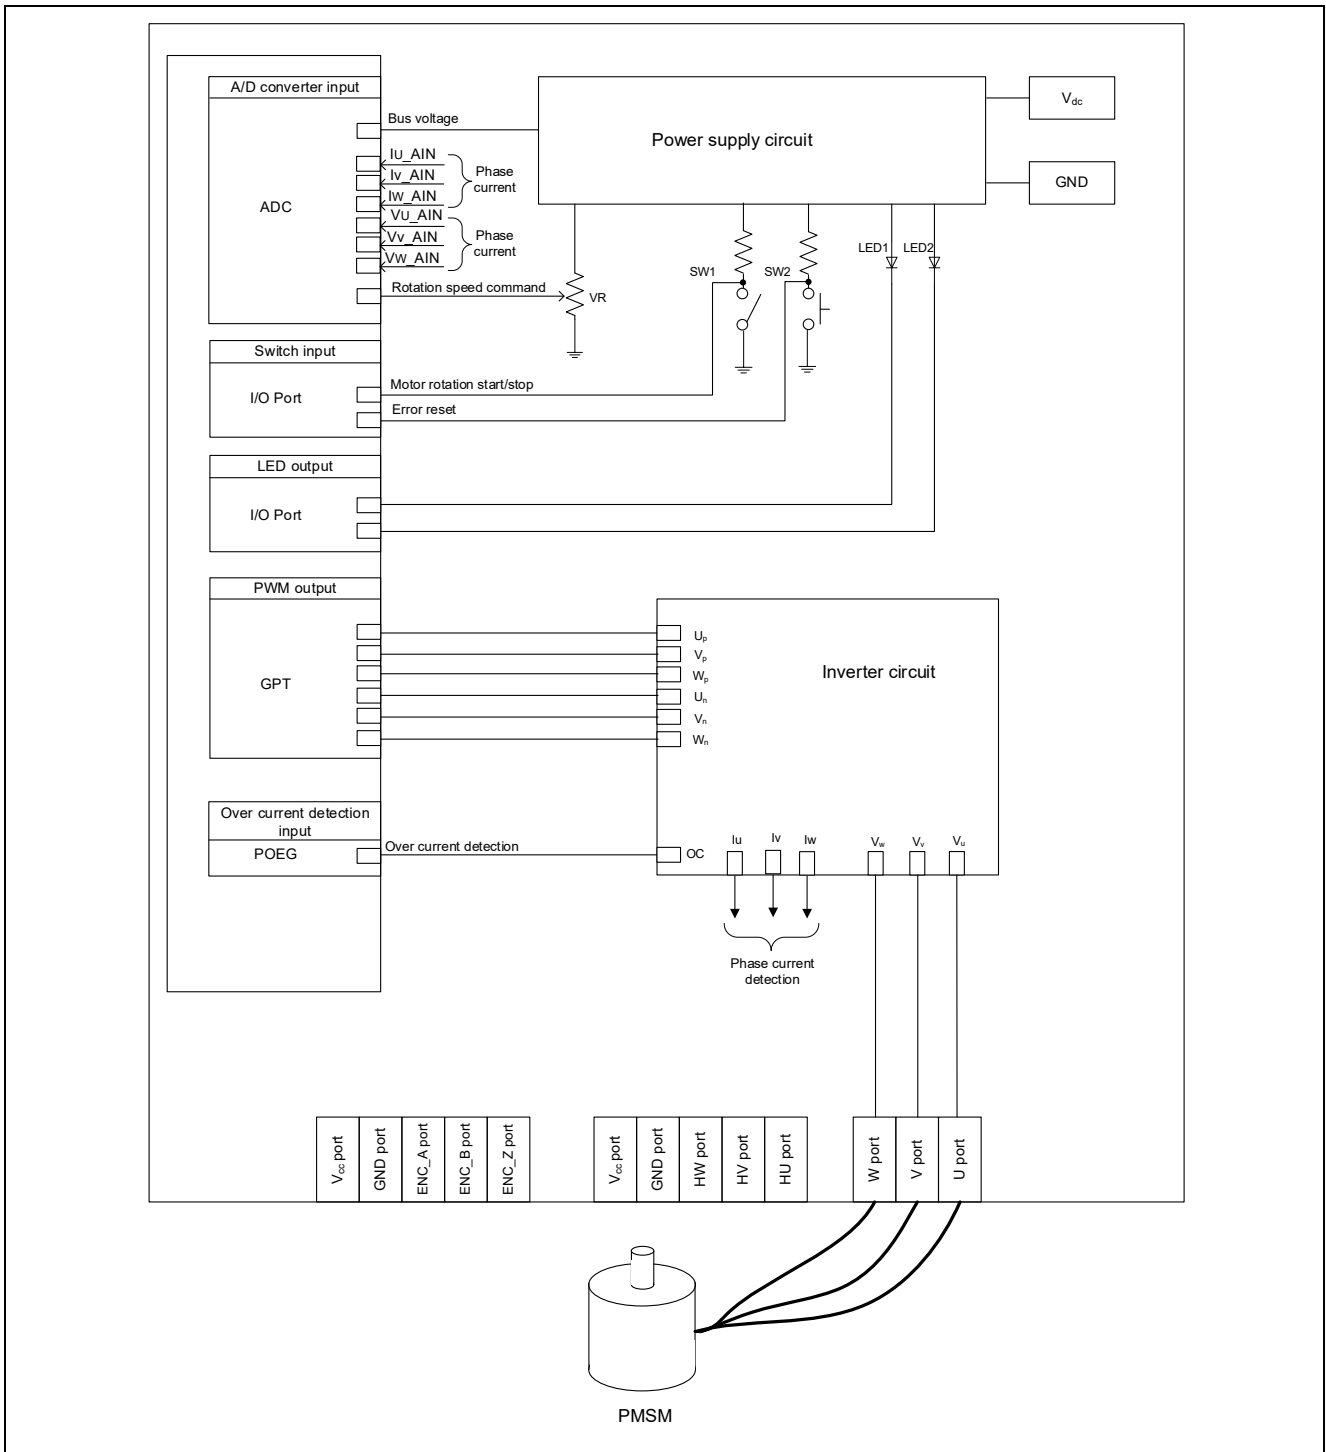 A/D converter input
ADC
Bus voltage
IU_AIN
Iv_AIN
IW_AIN
Phase
current
VU_AIN
Vv_AIN
VW_AIN
Phase
current
Rotation speed command
VR
Power supply circuit
Vdc
GND
SW1
SW2
LED1
LED2
Switch input
I/O Port
Motor rotation start/stop
Error reset
LED output
I/O Port
PWM output
GPT
Up
Vp
Wp
Un
Vn
Wn
Inverter circuit
Over current detection
input
POEG
Over current detection
OC
Iu
Iv
Iw
Vw
Vv
Vu
Phase current
detection
Vcc port
GND port
ENC_A port
ENC_B port
ENC_Z port
Vcc port
GND port
HW port
HV port
HU port
W port
V port
U port
PMSM